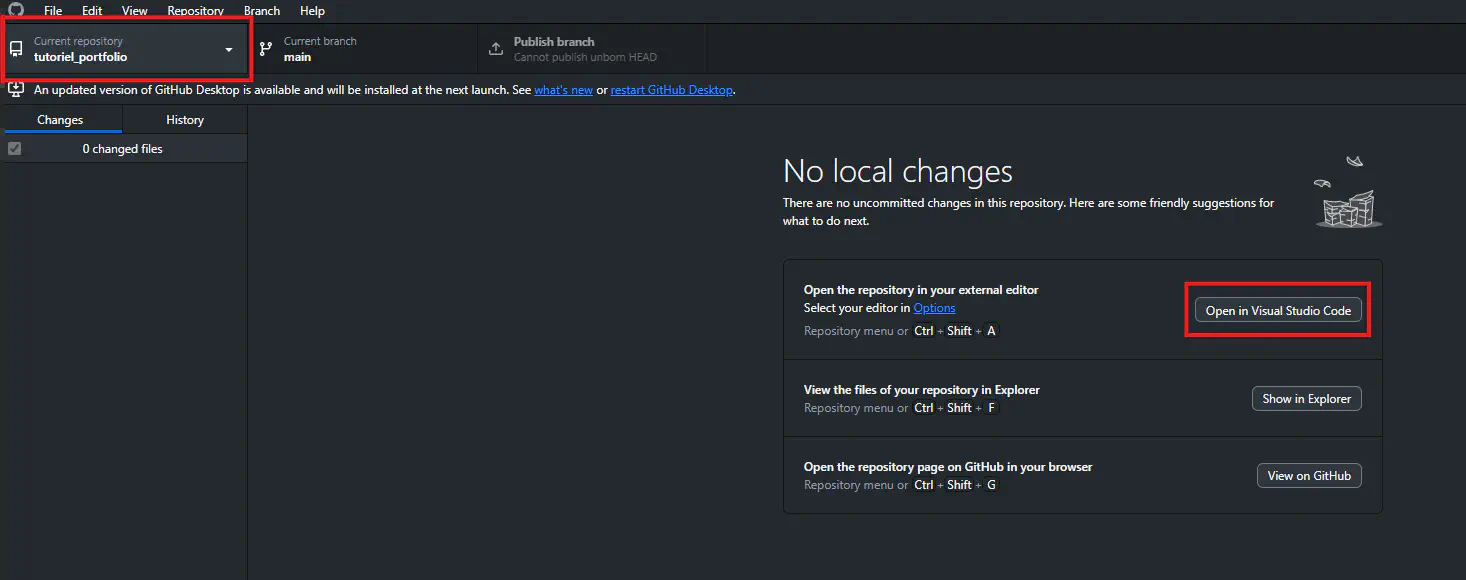 File Edit View Repository Branch Help
Current repository
tutoriel_portfolio
Current branch
main
Publish branch
Cannot publish unborn HEAD
An updated version of GitHub Desktop is available and will be installed at the next launch. See what's new or restart GitHub Desktop.
Changes History
0 changed files
No local changes
There are no uncommitted changes in this repository. Here are some friendly suggestions for
what to do next.
Open the repository in your external editor
Select your editor in Options
Repository menu or Ctrl + Shift + A
Open in Visual Studio Code
View the files of your repository in Explorer
Repository menu or Ctrl + Shift + F
Show in Explorer
Open the repository page on GitHub in your browser
Repository menu or Ctrl + Shift + G
View on GitHub